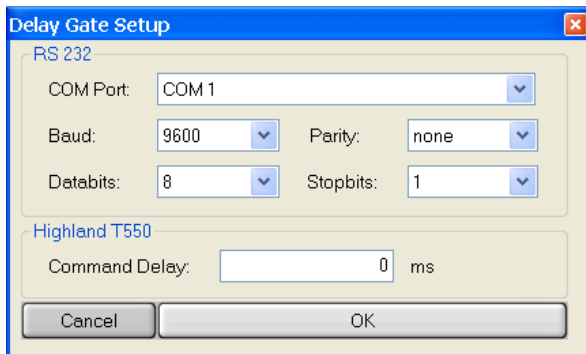 Delay Gate Setup
RS 232
COM Port: COM 1
Baud: 9600 Parity: none
Databits: 8 Stopbits: 1
Highland T550
Command Delay: 0 ms
Cancel OK